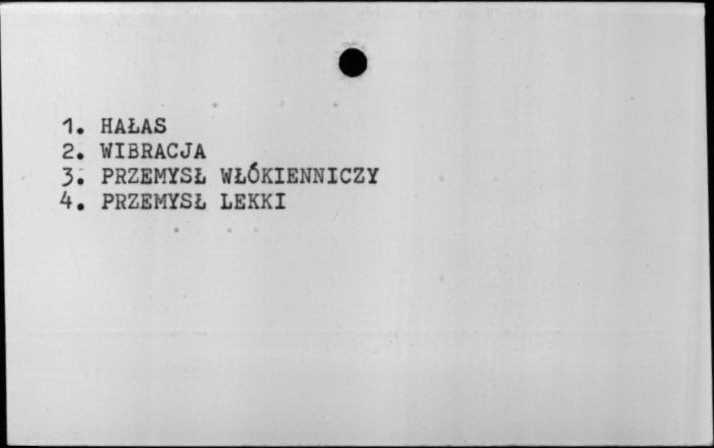 1. HAŁAS
2. WIBRACJA
3. PRZEMYSŁ WŁÓKIENNICZY
4. PRZEMYSŁ LEKKI